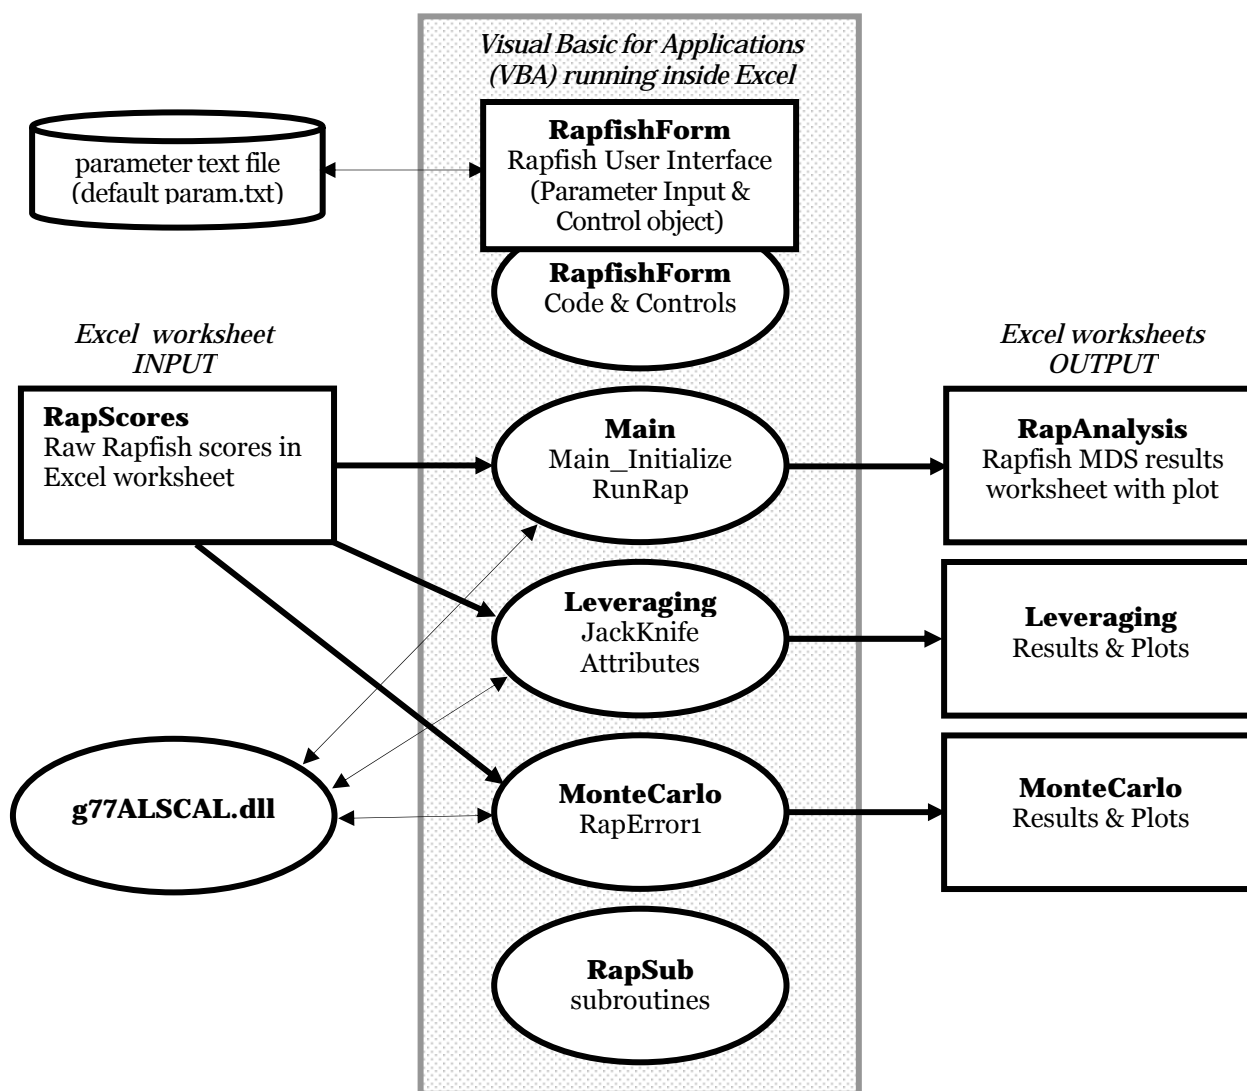 Visual Basic for Applications
(VBA) running inside Excel
parameter text file
(default param.txt)
RapfishForm
Rapfish User Interface
(Parameter Input &
Control object)
RapfishForm
Code & Controls
Excel worksheet
INPUT
Excel worksheets
OUTPUT
RapScores
Raw Rapfish scores in
Excel worksheet
Main
Main_Initialize
RunRap
RapAnalysis
Rapfish MDS results
worksheet with plot
Leveraging
JackKnife
Attributes
Leveraging
Results & Plots
g77ALSCAL.dll
MonteCarlo
RapError1
MonteCarlo
Results & Plots
RapSub
subroutines